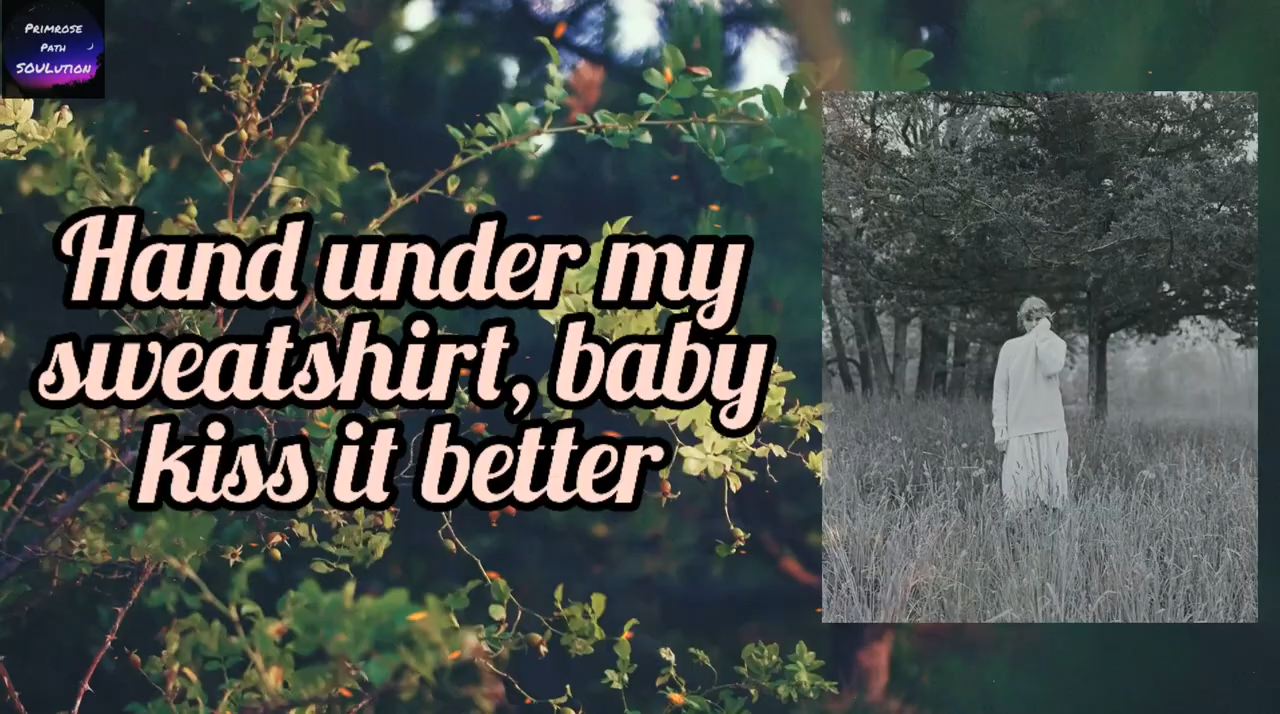 Primrose
Path
SOULution
Hand under my
sweatshirt, baby
kiss it better